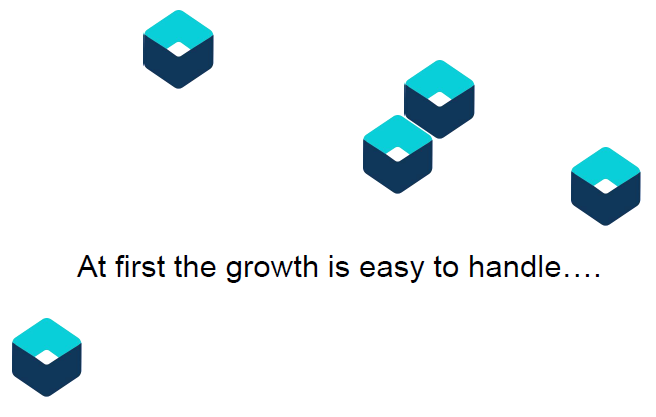 At first the growth is easy to handle….